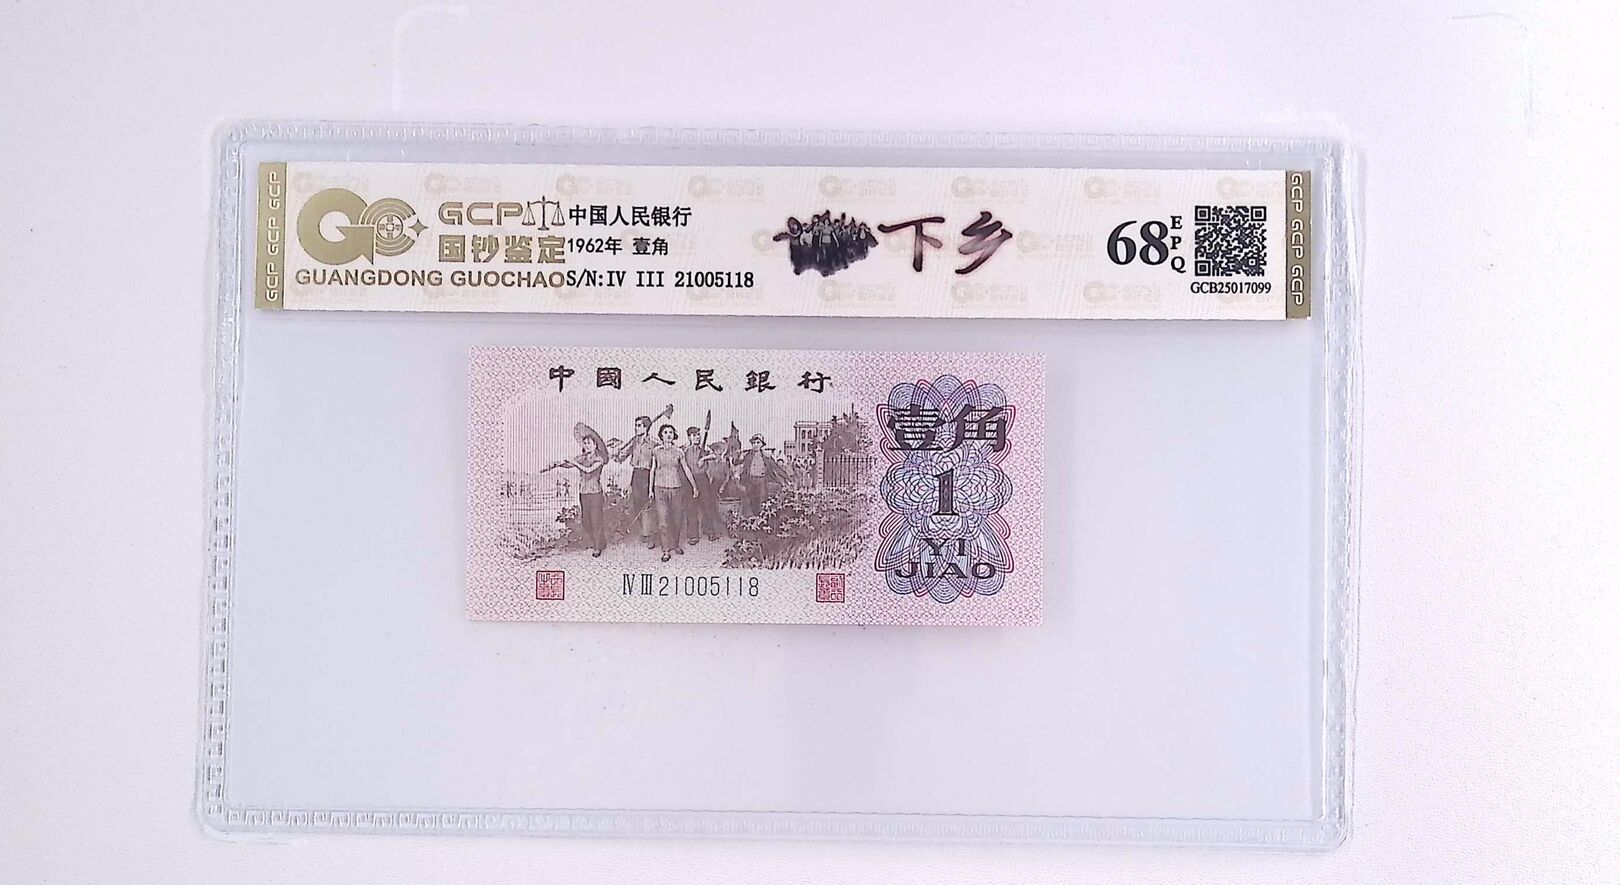 GCP
国钞鉴定
GUANGDONG GUOCHAO
中国人民银行
1962年 壹角
S/N:IV III 21005118
下乡
68 EPQ
GCB25017099
GCP GCP GCP
GCP GCP GCP
中國人民銀行
壹角
1
YI
JIAO
Ⅳ Ⅲ 21005118